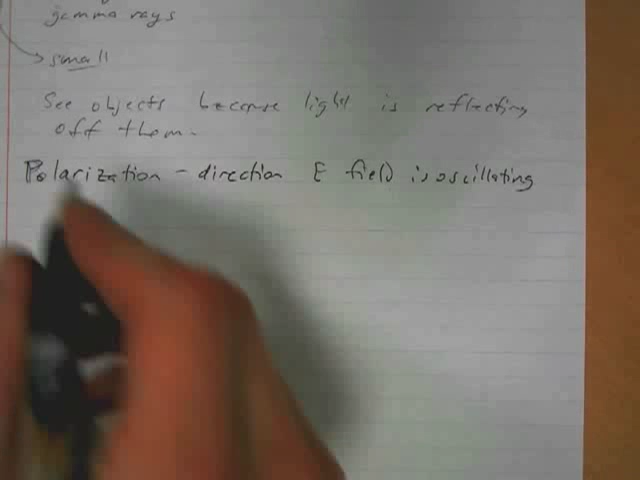 gamma rays
small
See objects because light is reflecting
off them.
Polarization - direction E field is oscillating